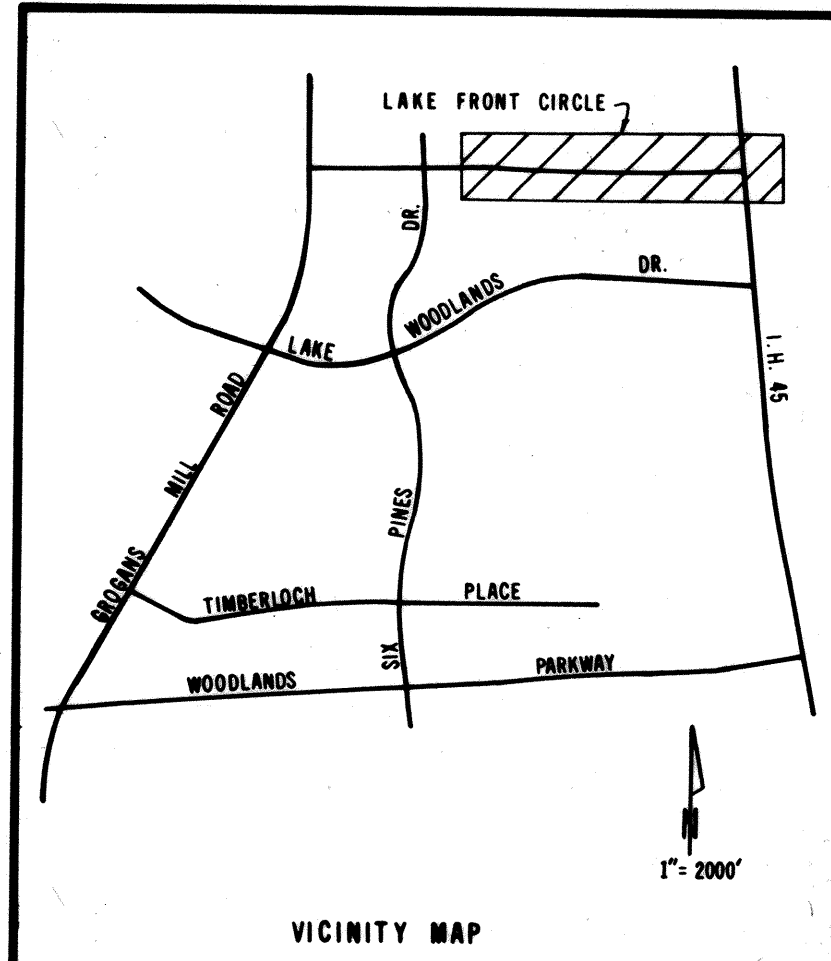 LAKE FRONT CIRCLE
DR.
DR.
WOODLANDS
LAKE
I.H. 45
ROAD
MILL
PINES
GROGANS
TIMBERLOCH
PLACE
SIX
PARKWAY
WOODLANDS
N
1"= 2000'
VICINITY MAP